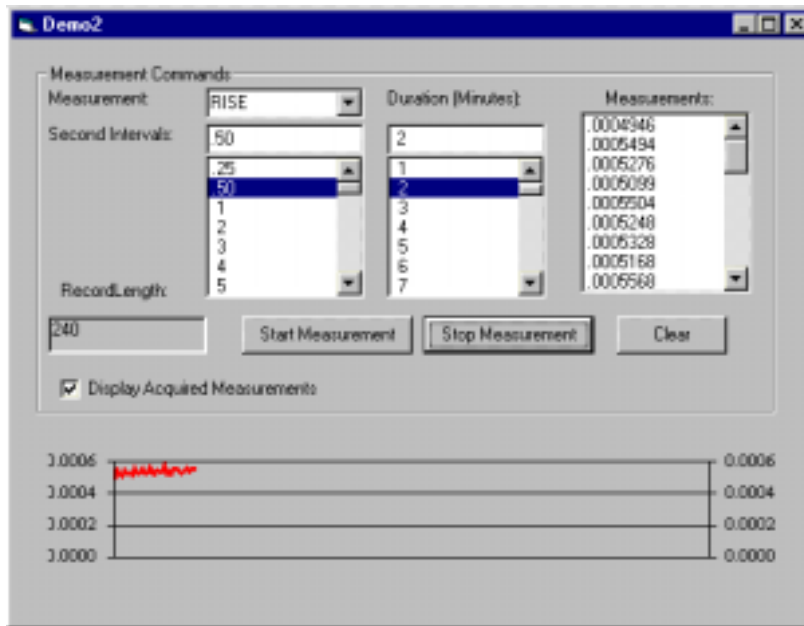 Demo2
Measurement Commands
Measurement:
RISE
Duration (Minutes):
Measurements:
Second Intervals:
.50
2
.25
.50
1
2
3
4
5
1
2
3
4
5
6
7
.0004946
.0005494
.0005276
.0005099
.0005504
.0005248
.0005328
.0005168
.0005568
RecordLength:
240
Start Measurement
Stop Measurement
Clear
Display Acquired Measurements
0.0006
0.0004
0.0002
0.0000
0.0006
0.0004
0.0002
0.0000